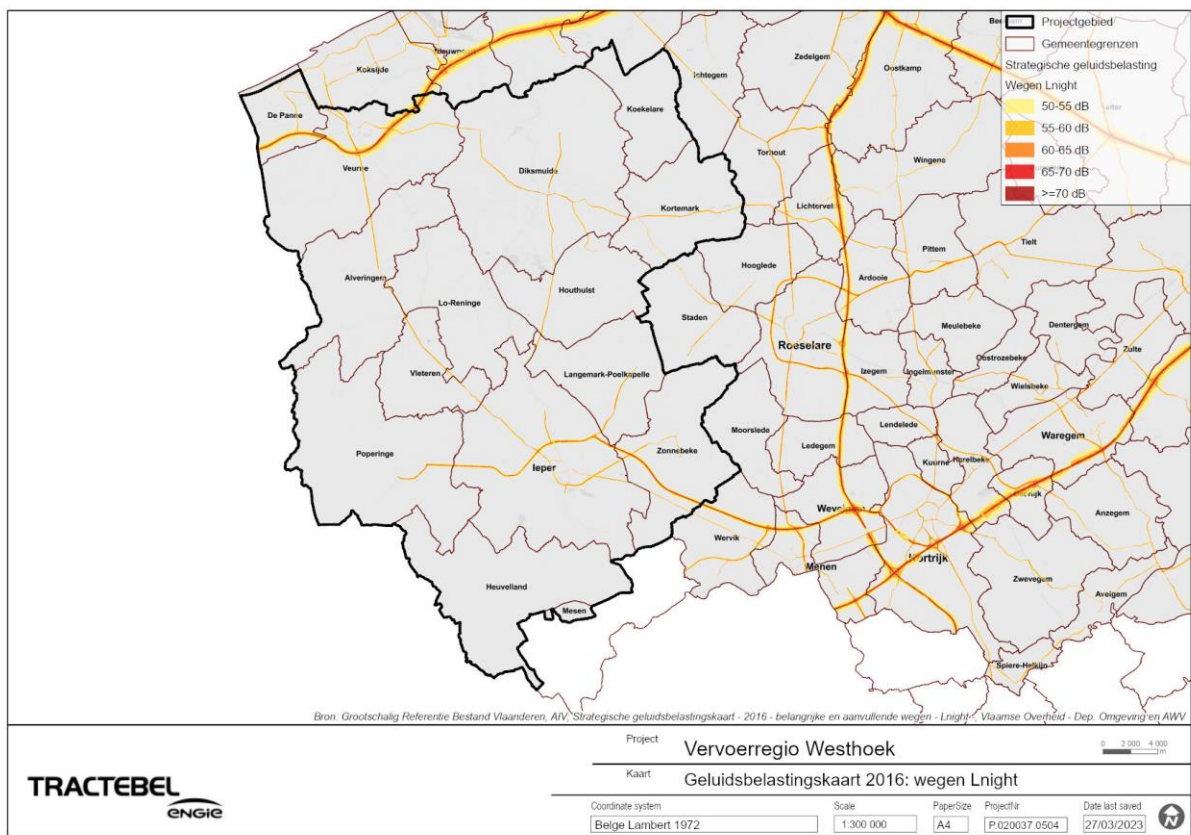 Projectgebied
Gemeentegrenzen
Strategische geluidsbelasting
Wegen Lnight
50-55 dB
55-60 dB
60-65 dB
65-70 dB
>=70 dB
Koksijde
De Panne
Veurne
Diksmuide
Koekelare
Ichtegem
Zedelgem
Oostkamp
Torhout
Wingene
Kortemark
Lichtervelde
Pittem
Tielt
Alveringem
Lo-Reninge
Houthulst
Hooglede
Ardooie
Staden
Roeselare
Meulebeke
Dentergem
Oostrozebeke
Zulte
Vleteren
Langemark-Poelkapelle
Izegem
Ingelmunster
Wielsbeke
Moorslede
Ledegem
Lendelede
Waregem
Poperinge
Ieper
Zonnebeke
Kuurne
Harelbeke
Anzegem
Wervik
Menen
Kortrijk
Zwevegem
Avelgem
Heuvelland
Mesen
Spiere-Helkijn
Bron: Grootschalig Referentie Bestand Vlaanderen, AIV, Strategische geluidsbelastingskaart - 2016 - belangrijke en aanvullende wegen - Lnight - , Vlaamse Overheid - Dep. Omgeving en AWV
Project
Vervoerregio Westhoek
0 2 000 4 000
m
Kaart
Geluidsbelastingskaart 2016: wegen Lnight
TRACTEBEL
ENGIE
Coordinate system
Scale
PaperSize
ProjectNr
Date last saved
Belge Lambert 1972
1:300 000
A4
P.020037.0504
27/03/2023
N